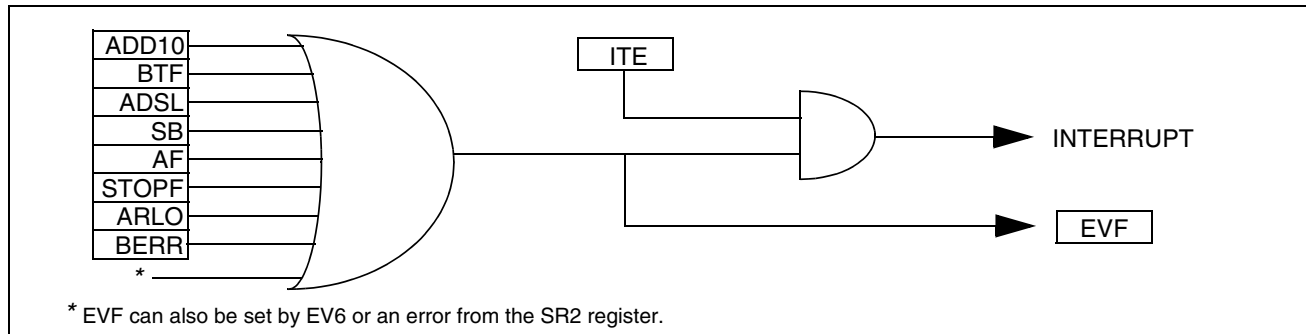 ADD10
BTF
ADSL
SB
AF
STOPF
ARLO
BERR
*
ITE
INTERRUPT
EVF
* EVF can also be set by EV6 or an error from the SR2 register.